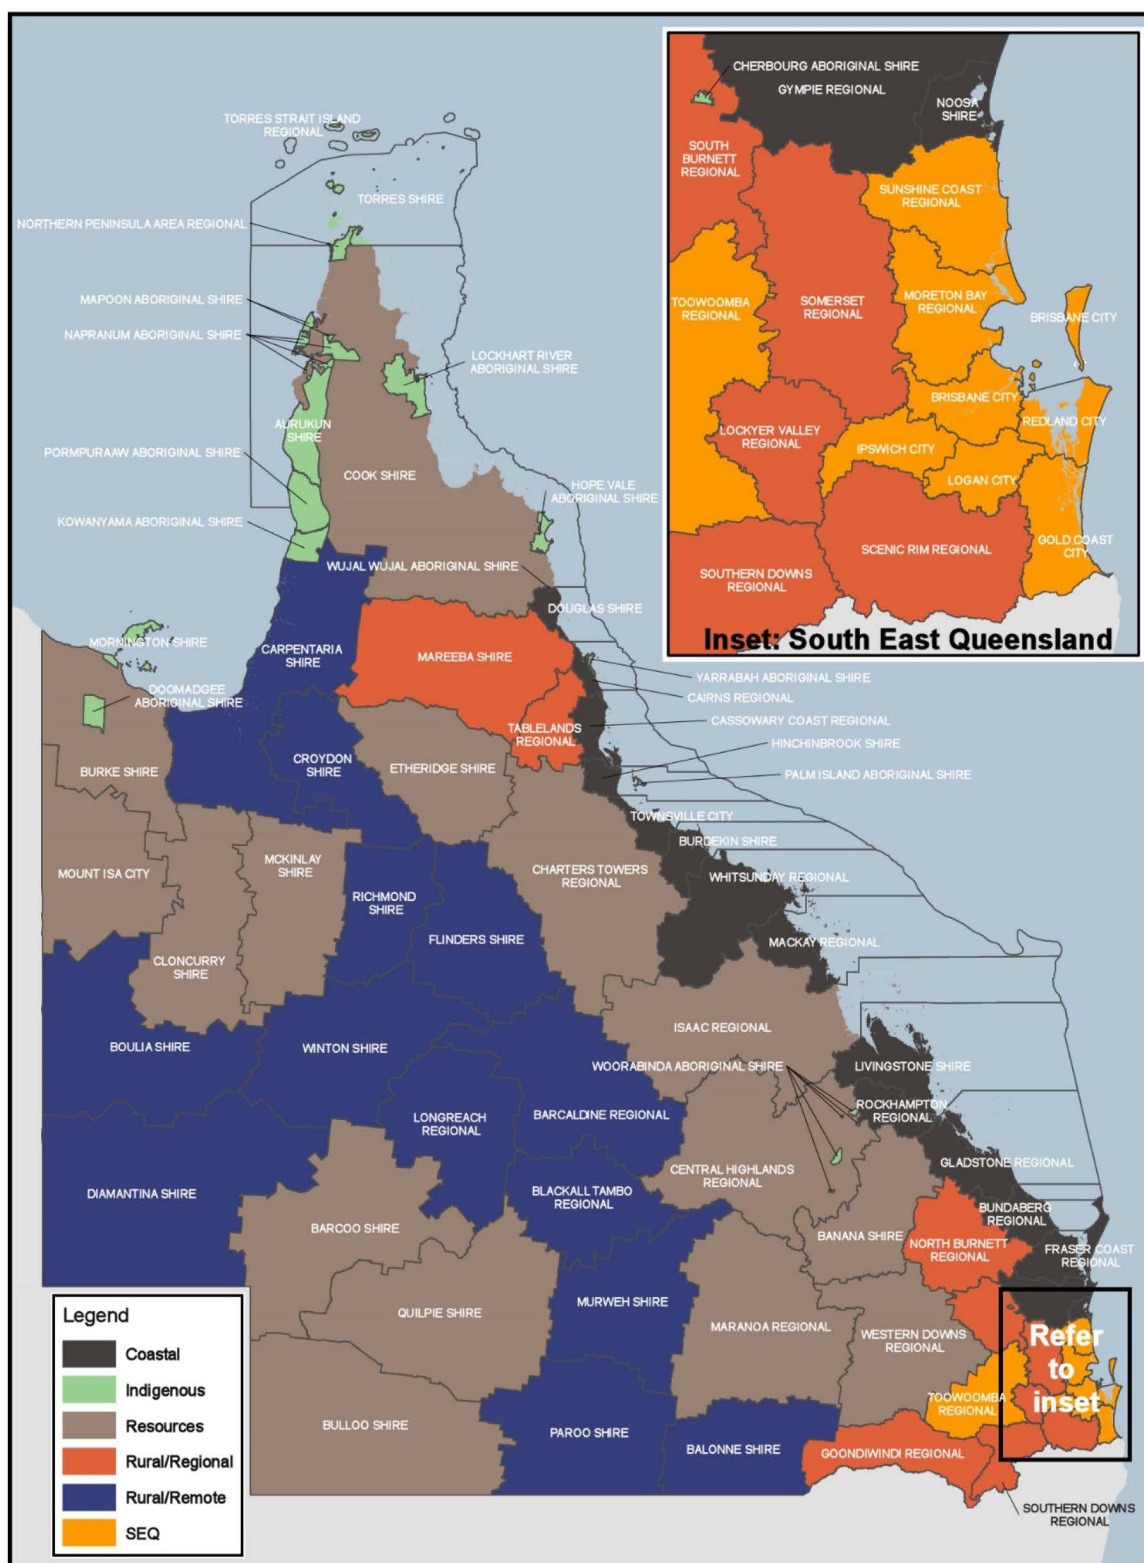 TORRES STRAIT ISLAND
REGIONAL
TORRES SHIRE
NORTHERN PENINSULA AREA REGIONAL
MAPOON ABORIGINAL SHIRE
NAPRANUM ABORIGINAL SHIRE
LOCKHART RIVER
ABORIGINAL SHIRE
AURUKUN
SHIRE
PORMPURAAW ABORIGINAL SHIRE
COOK SHIRE
HOPE VALE
ABORIGINAL SHIRE
KOWANYAMA ABORIGINAL SHIRE
WUJAL WUJAL ABORIGINAL SHIRE
DOUGLAS SHIRE
MORNINGTON SHIRE
CARPENTARIA
SHIRE
MAREEBA SHIRE
YARRABAH ABORIGINAL SHIRE
CAIRNS REGIONAL
DOOMADGEE
ABORIGINAL SHIRE
CASSOWARY COAST REGIONAL
TABLELANDS
REGIONAL
HINCHINBROOK SHIRE
BURKE SHIRE
CROYDON
SHIRE
ETHERIDGE SHIRE
PALM ISLAND ABORIGINAL SHIRE
TOWNSVILLE CITY
BURDEKIN SHIRE
MOUNT ISA CITY
MCKINLAY
SHIRE
CHARTERS TOWERS
REGIONAL
WHITSUNDAY REGIONAL
RICHMOND
SHIRE
FLINDERS SHIRE
MACKAY REGIONAL
CLONCURRY
SHIRE
ISAAC REGIONAL
BOULIA SHIRE
WINTON SHIRE
WOORABINDA ABORIGINAL SHIRE
LIVINGSTONE SHIRE
LONGREACH
REGIONAL
BARCALDINE REGIONAL
ROCKHAMPTON
REGIONAL
DIAMANTINA SHIRE
BLACKALL TAMBO
REGIONAL
CENTRAL HIGHLANDS
REGIONAL
GLADSTONE REGIONAL
BARCOO SHIRE
BANANA SHIRE
NORTH BURNETT
REGIONAL
BUNDABERG
REGIONAL
FRASER COAST
REGIONAL
QUILPIE SHIRE
MURWEH SHIRE
MARANOA REGIONAL
WESTERN DOWNS
REGIONAL
Refer
to
inset
TOOWOOMBA
REGIONAL
BULLOO SHIRE
PAROO SHIRE
BALONNE SHIRE
GOONDIWINDI REGIONAL
SOUTHERN DOWNS
REGIONAL
Legend
Coastal
Indigenous
Resources
Rural/Regional
Rural/Remote
SEQ
CHERBOURG ABORIGINAL SHIRE
GYMPIE REGIONAL
NOOSA
SHIRE
SOUTH
BURNETT
REGIONAL
SUNSHINE COAST
REGIONAL
TOOWOOMBA
REGIONAL
SOMERSET
REGIONAL
MORETON BAY
REGIONAL
BRISBANE CITY
BRISBANE CITY
LOCKYER VALLEY
REGIONAL
IPSWICH CITY
REDLAND CITY
LOGAN CITY
SCENIC RIM REGIONAL
GOLD COAST
CITY
SOUTHERN DOWNS
REGIONAL
Inset: South East Queensland